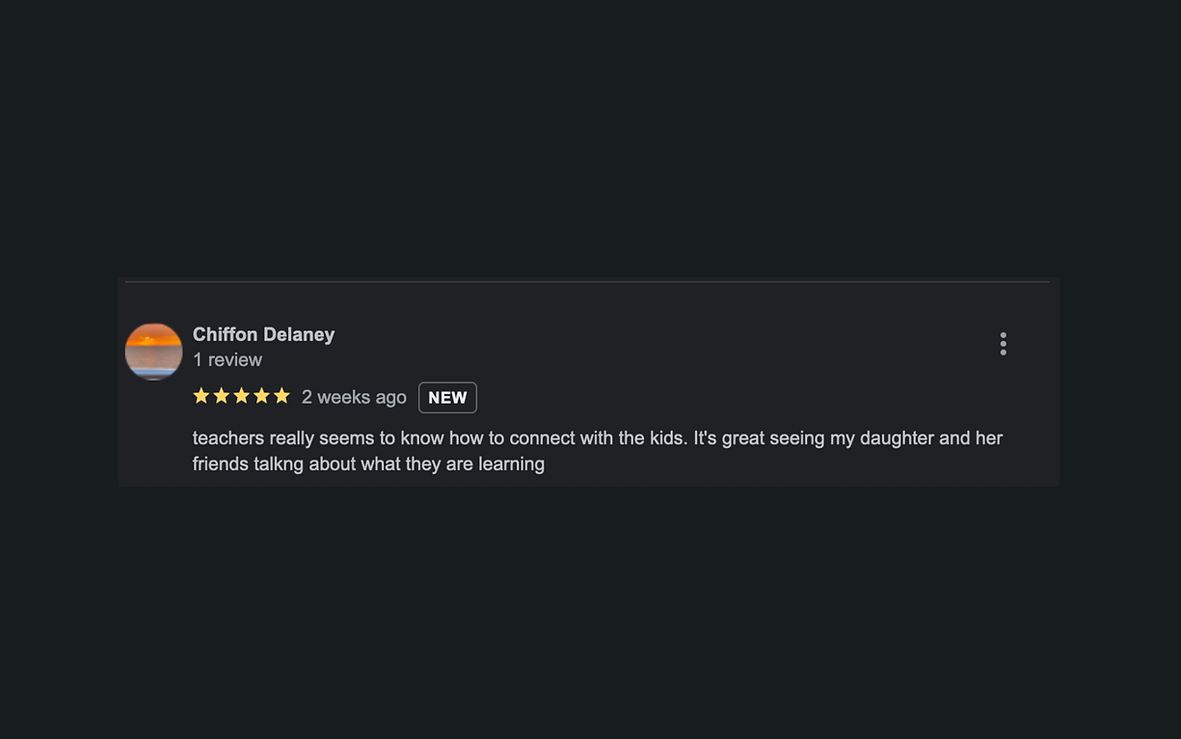 Chiffon Delaney
1 review
2 weeks ago NEW
teachers really seems to know how to connect with the kids. It's great seeing my daughter and her
friends talkng about what they are learning